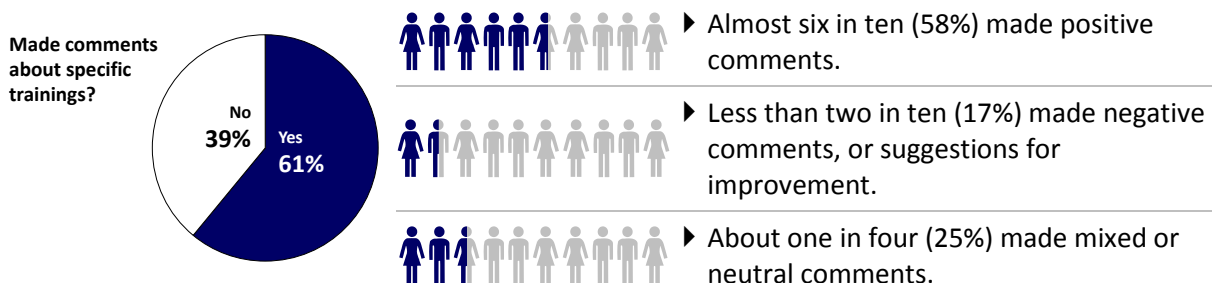 Made comments
about specific
trainings?
No
39%
Yes
61%
Almost six in ten (58%) made positive
comments.
Less than two in ten (17%) made negative
comments, or suggestions for
improvement.
About one in four (25%) made mixed or
neutral comments.